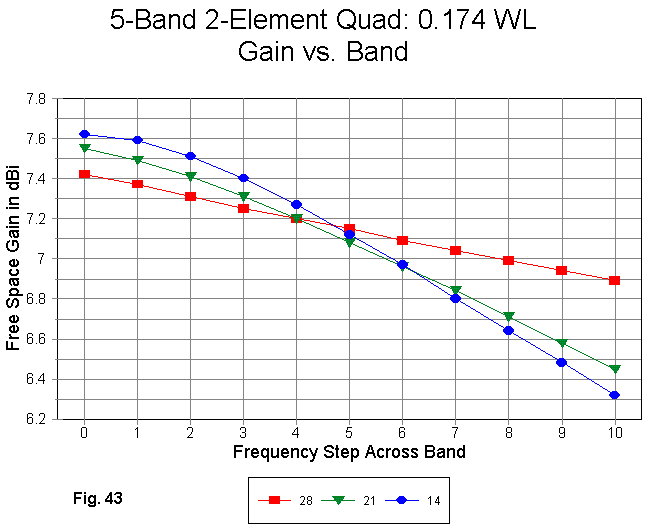 5-Band 2-Element Quad: 0.174 WL
Gain vs. Band
Free Space Gain in dBi
7.8
7.6
7.4
7.2
7
6.8
6.6
6.4
6.2
0 1 2 3 4 5 6 7 8 9 10
Frequency Step Across Band
Fig. 43
28 21 14